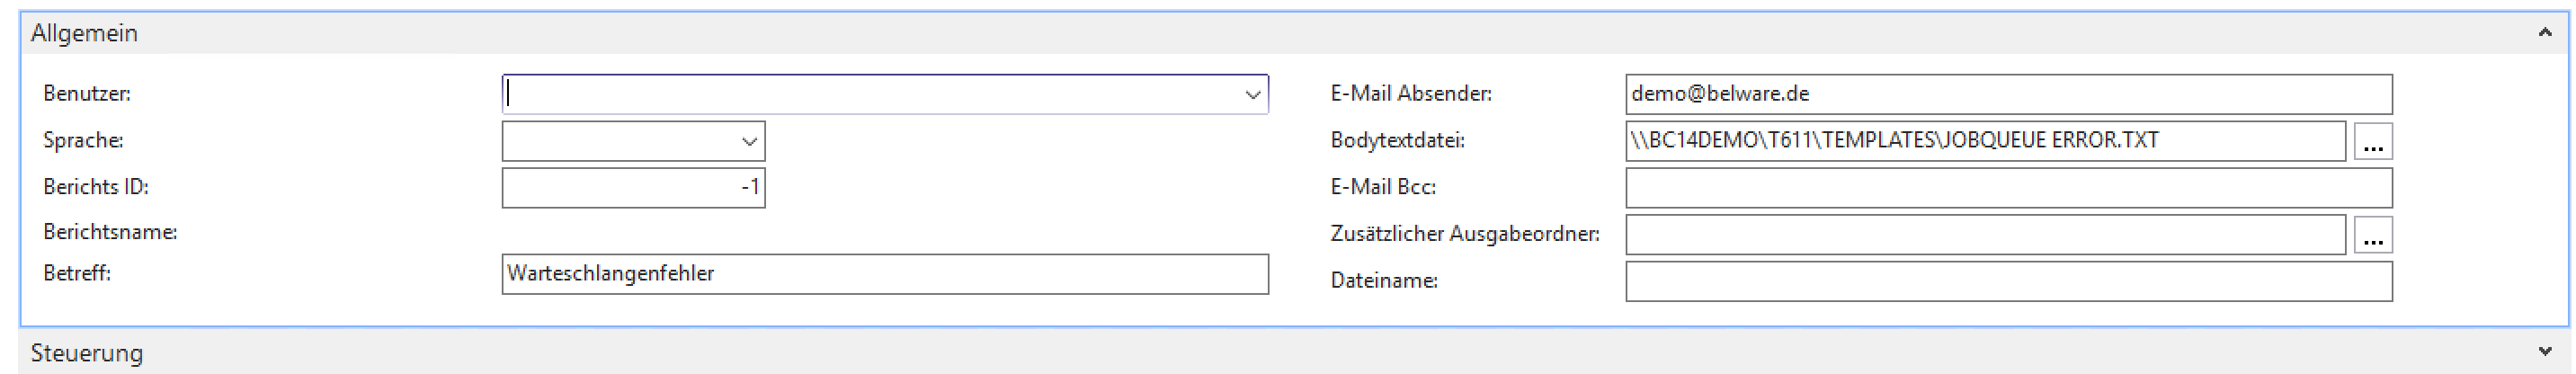 Allgemein
Benutzer:
Sprache:
Berichts ID: -1
Berichtsname:
Betreff: Warteschlangenfehler
E-Mail Absender: demo@belware.de
Bodytextdatei: \\BC14DEMO\T611\TEMPLATES\JOBQUEUE ERROR.TXT ...
E-Mail Bcc:
Zusätzlicher Ausgabeordner: ...
Dateiname:
Steuerung